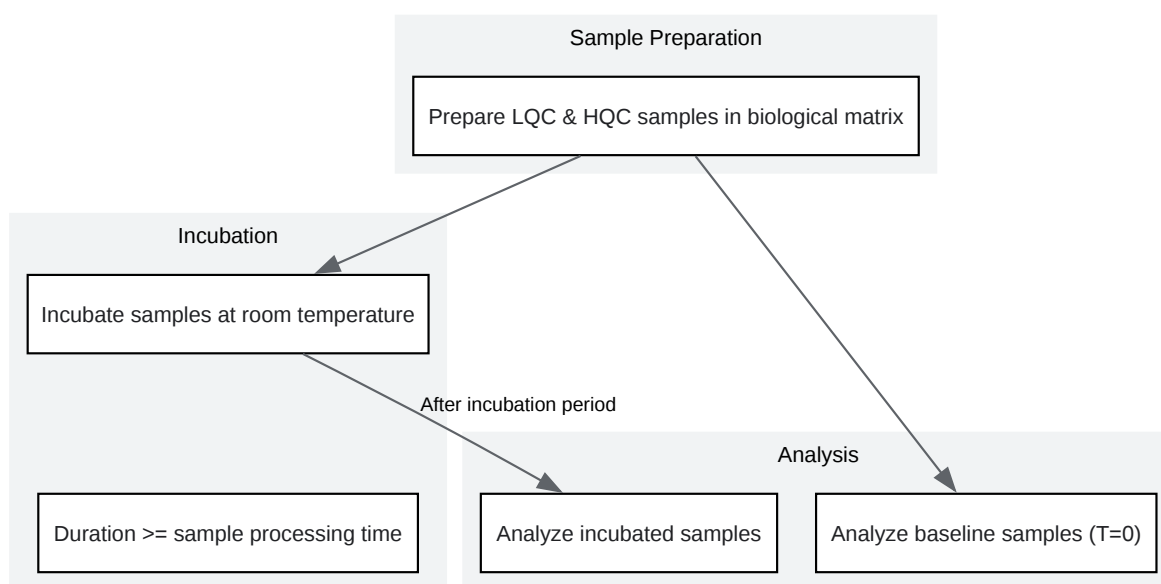 Sample Preparation
Prepare LQC & HQC samples in biological matrix
Incubation
Incubate samples at room temperature
After incubation period
Analysis
Duration >= sample processing time
Analyze incubated samples
Analyze baseline samples (T=0)